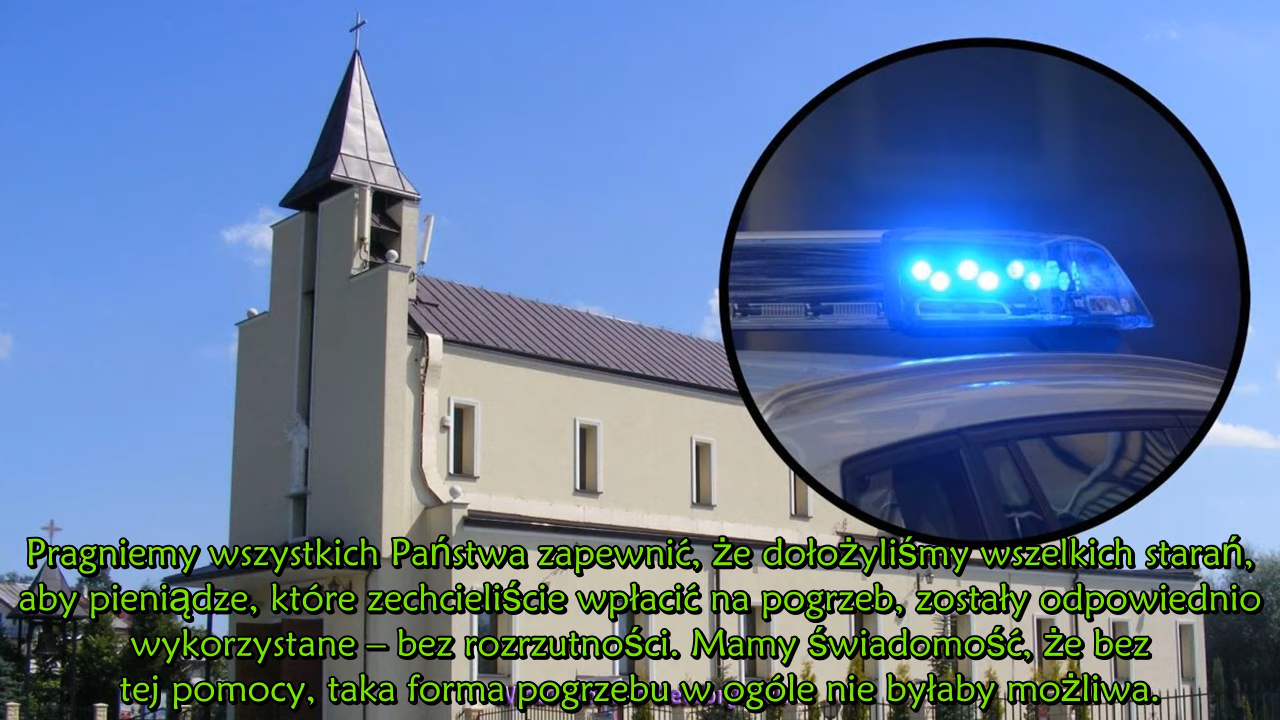 Pragniemy wszystkich Państwa zapewnić, że dołożyliśmy wszelkich starań,
aby pieniądze, które zechcieliście wpłacić na pogrzeb, zostały odpowiednio
wykorzystane – bez rozrzutności. Mamy świadomość, że bez
tej pomocy, taka forma pogrzebu w ogóle nie byłaby możliwa.